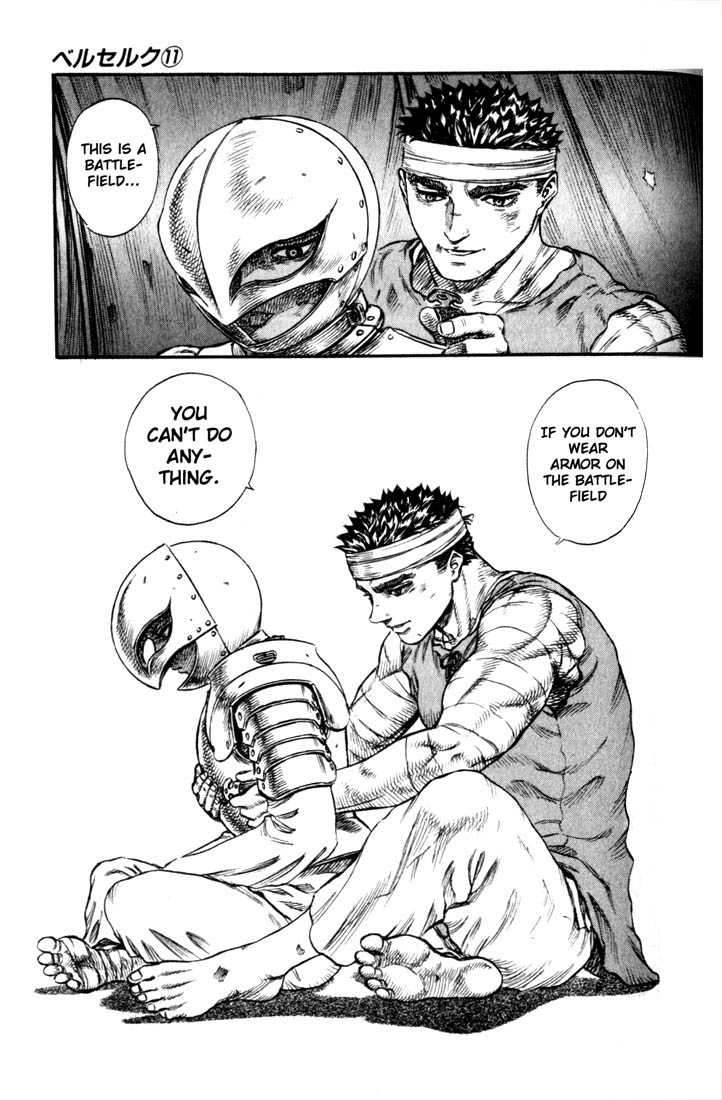 ベルセルク⑪
THIS IS A
BATTLE-
FIELD...
IF YOU DON'T
WEAR
ARMOR ON
THE BATTLE-
FIELD
YOU
CAN'T DO
ANY-
THING.